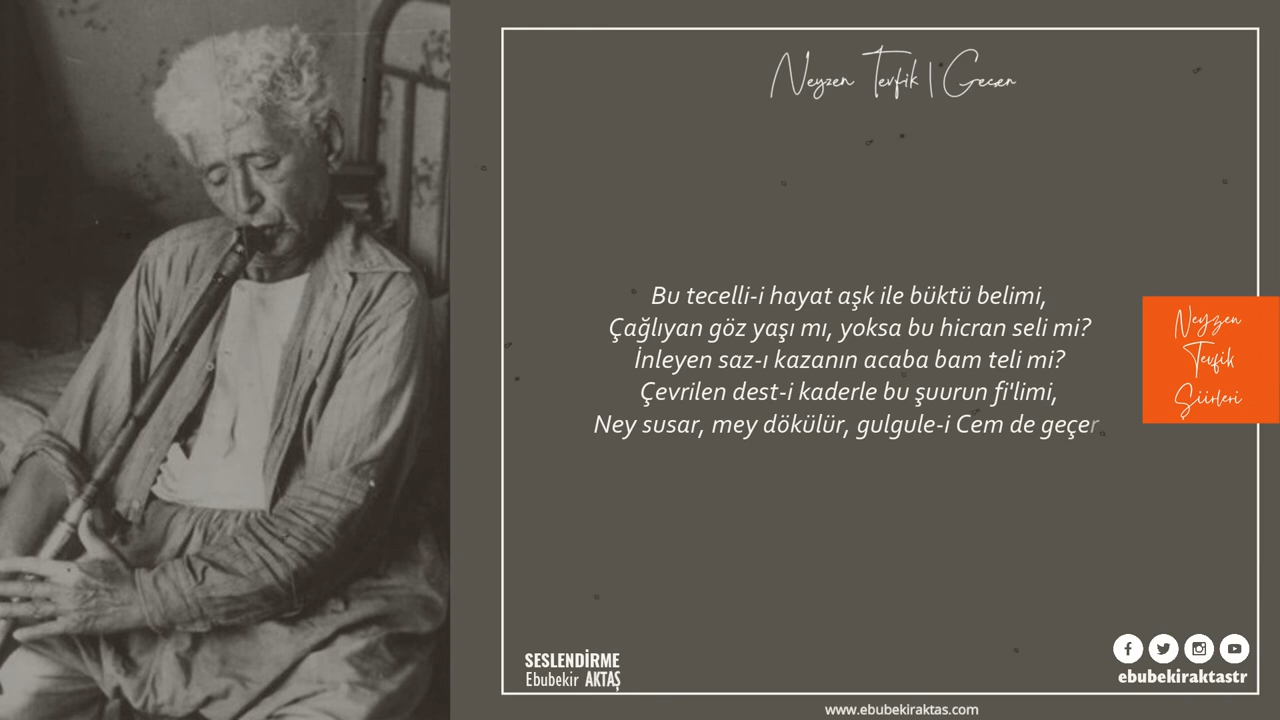 Neyzen Tevfik | Geçer
Bu tecelli-i hayat aşk ile büktü belimi,
Çağlıyan göz yaşı mı, yoksa bu hicran seli mi?
İnleyen saz-ı kazanın acaba bam teli mi?
Çevrilen dest-i kaderle bu şuurun fi'limi,
Ney susar, mey dökülür, gulgule-i Cem de geçer
Neyzen
Tevfik
Şiirleri
SESLENDİRME
Ebubekir AKTAŞ
ebubekiraktastr
www.ebubekiraktas.com